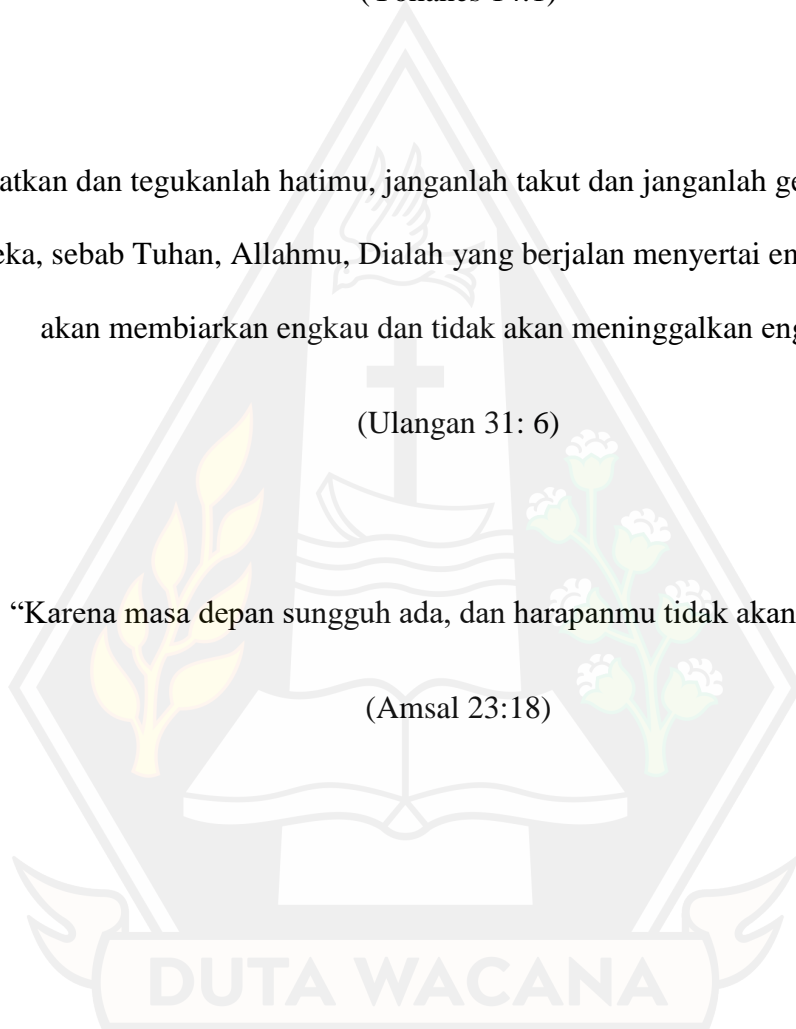 (Yohanes 14:1)
atkan dan tegukanlah hatimu, janganlah takut dan janganlah ge
eka, sebab Tuhan, Allahmu, Dialah yang berjalan menyertai en
akan membiarkan engkau dan tidak akan meninggalkan eng
(Ulangan 31: 6)
“Karena masa depan sungguh ada, dan harapanmu tidak akan
(Amsal 23:18)
DUTA WACANA